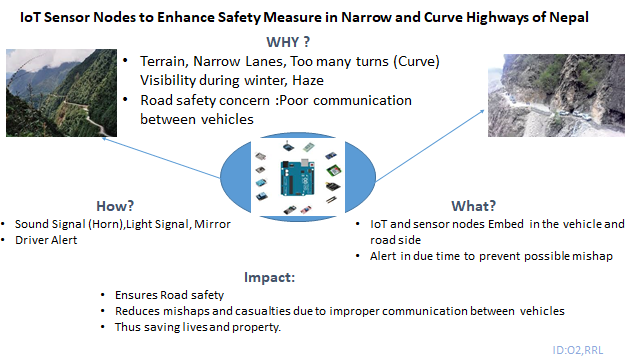 IoT Sensor Nodes to Enhance Safety Measure in Narrow and Curve Highways of Nepal
WHY ?
• Terrain, Narrow Lanes, Too many turns (Curve)
Visibility during winter, Haze
• Road safety concern :Poor communication
between vehicles
How?
• Sound Signal (Horn),Light Signal, Mirror
• Driver Alert
What?
• IoT and sensor nodes Embed in the vehicle and
road side
• Alert in due time to prevent possible mishap
Impact:
• Ensures Road safety
• Reduces mishaps and casualties due to improper communication between vehicles
• Thus saving lives and property.
ID:O2,RRL